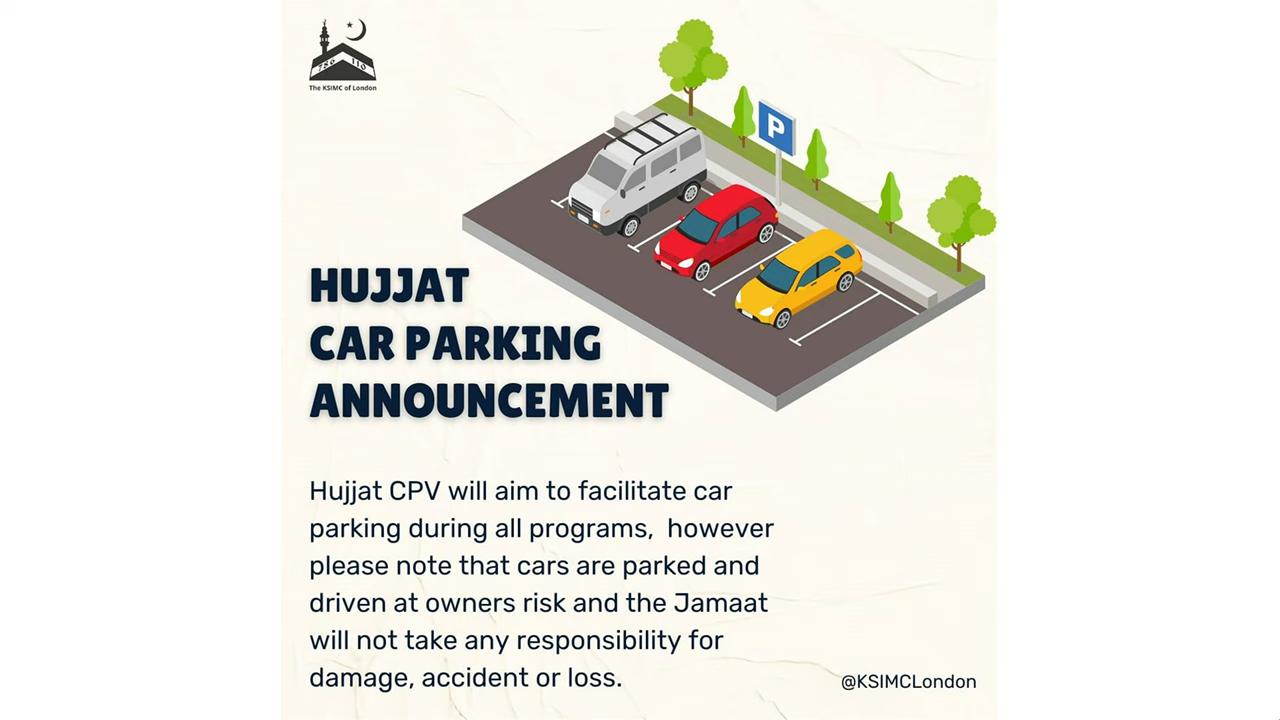 786 110
The KSIMC of London
P
HUJJAT
CAR PARKING
ANNOUNCEMENT
Hujjat CPV will aim to facilitate car
parking during all programs,  however
please note that cars are parked and
driven at owners risk and the Jamaat
will not take any responsibility for
damage, accident or loss.
@KSIMCLondon